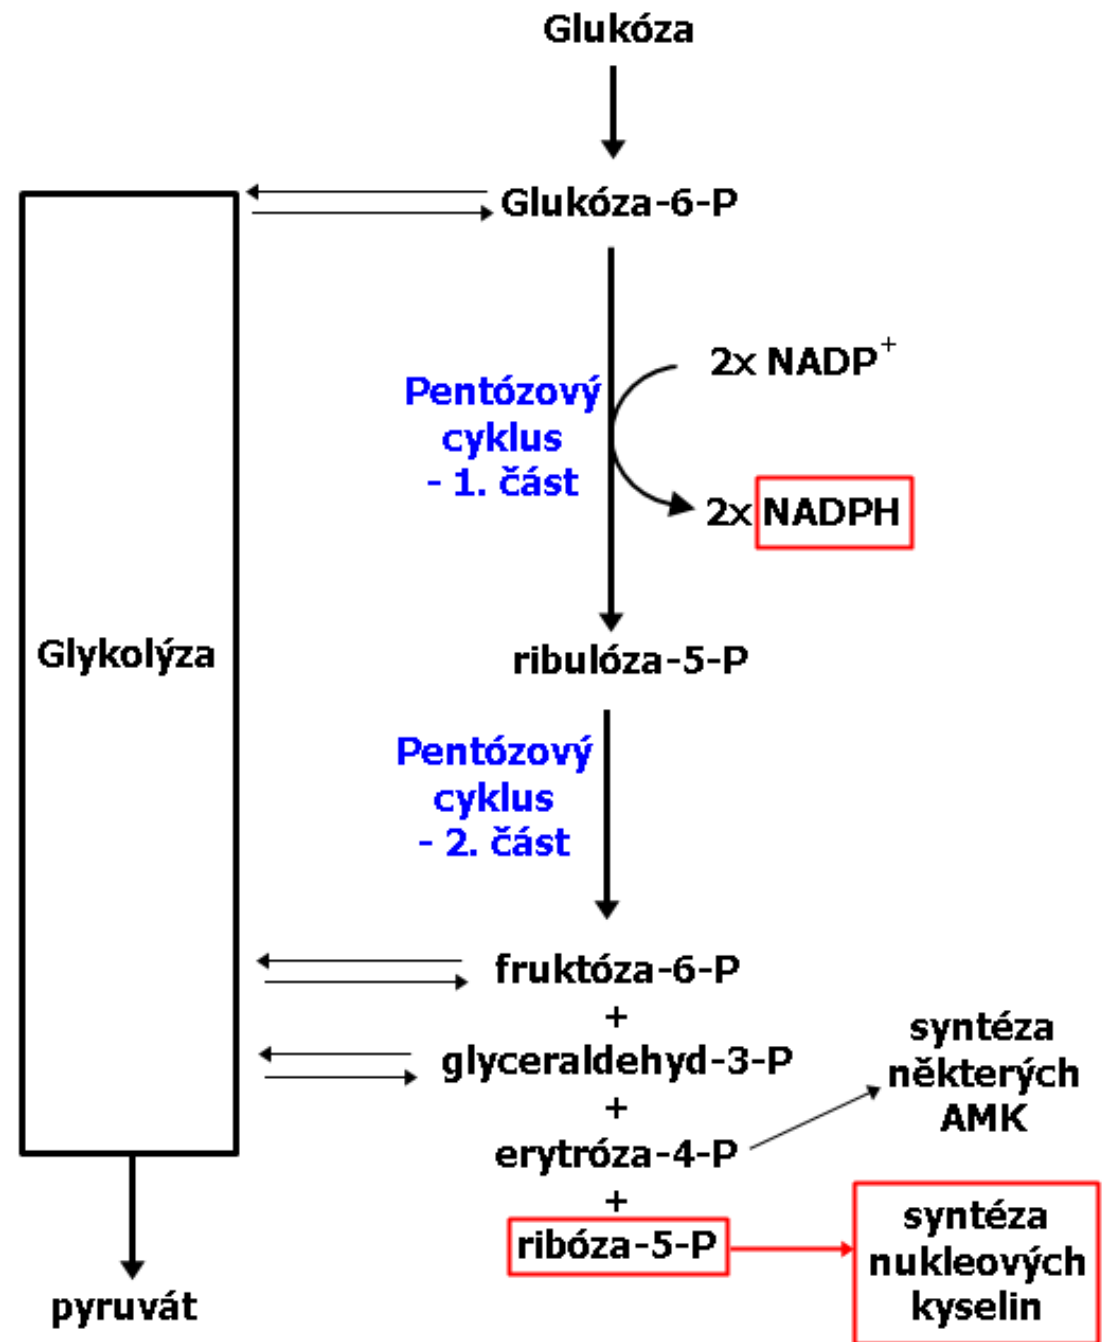 Glukóza
Glukóza-6-P
2x NADP+
Pentózový
cyklus
- 1. část
2x NADPH
Glykolýza
ribulóza-5-P
Pentózový
cyklus
- 2. část
fruktóza-6-P
+
glyceraldehyd-3-P
+
erytróza-4-P
+
ribóza-5-P
syntéza
některých
AMK
syntéza
nukleových
kyselin
pyruvát